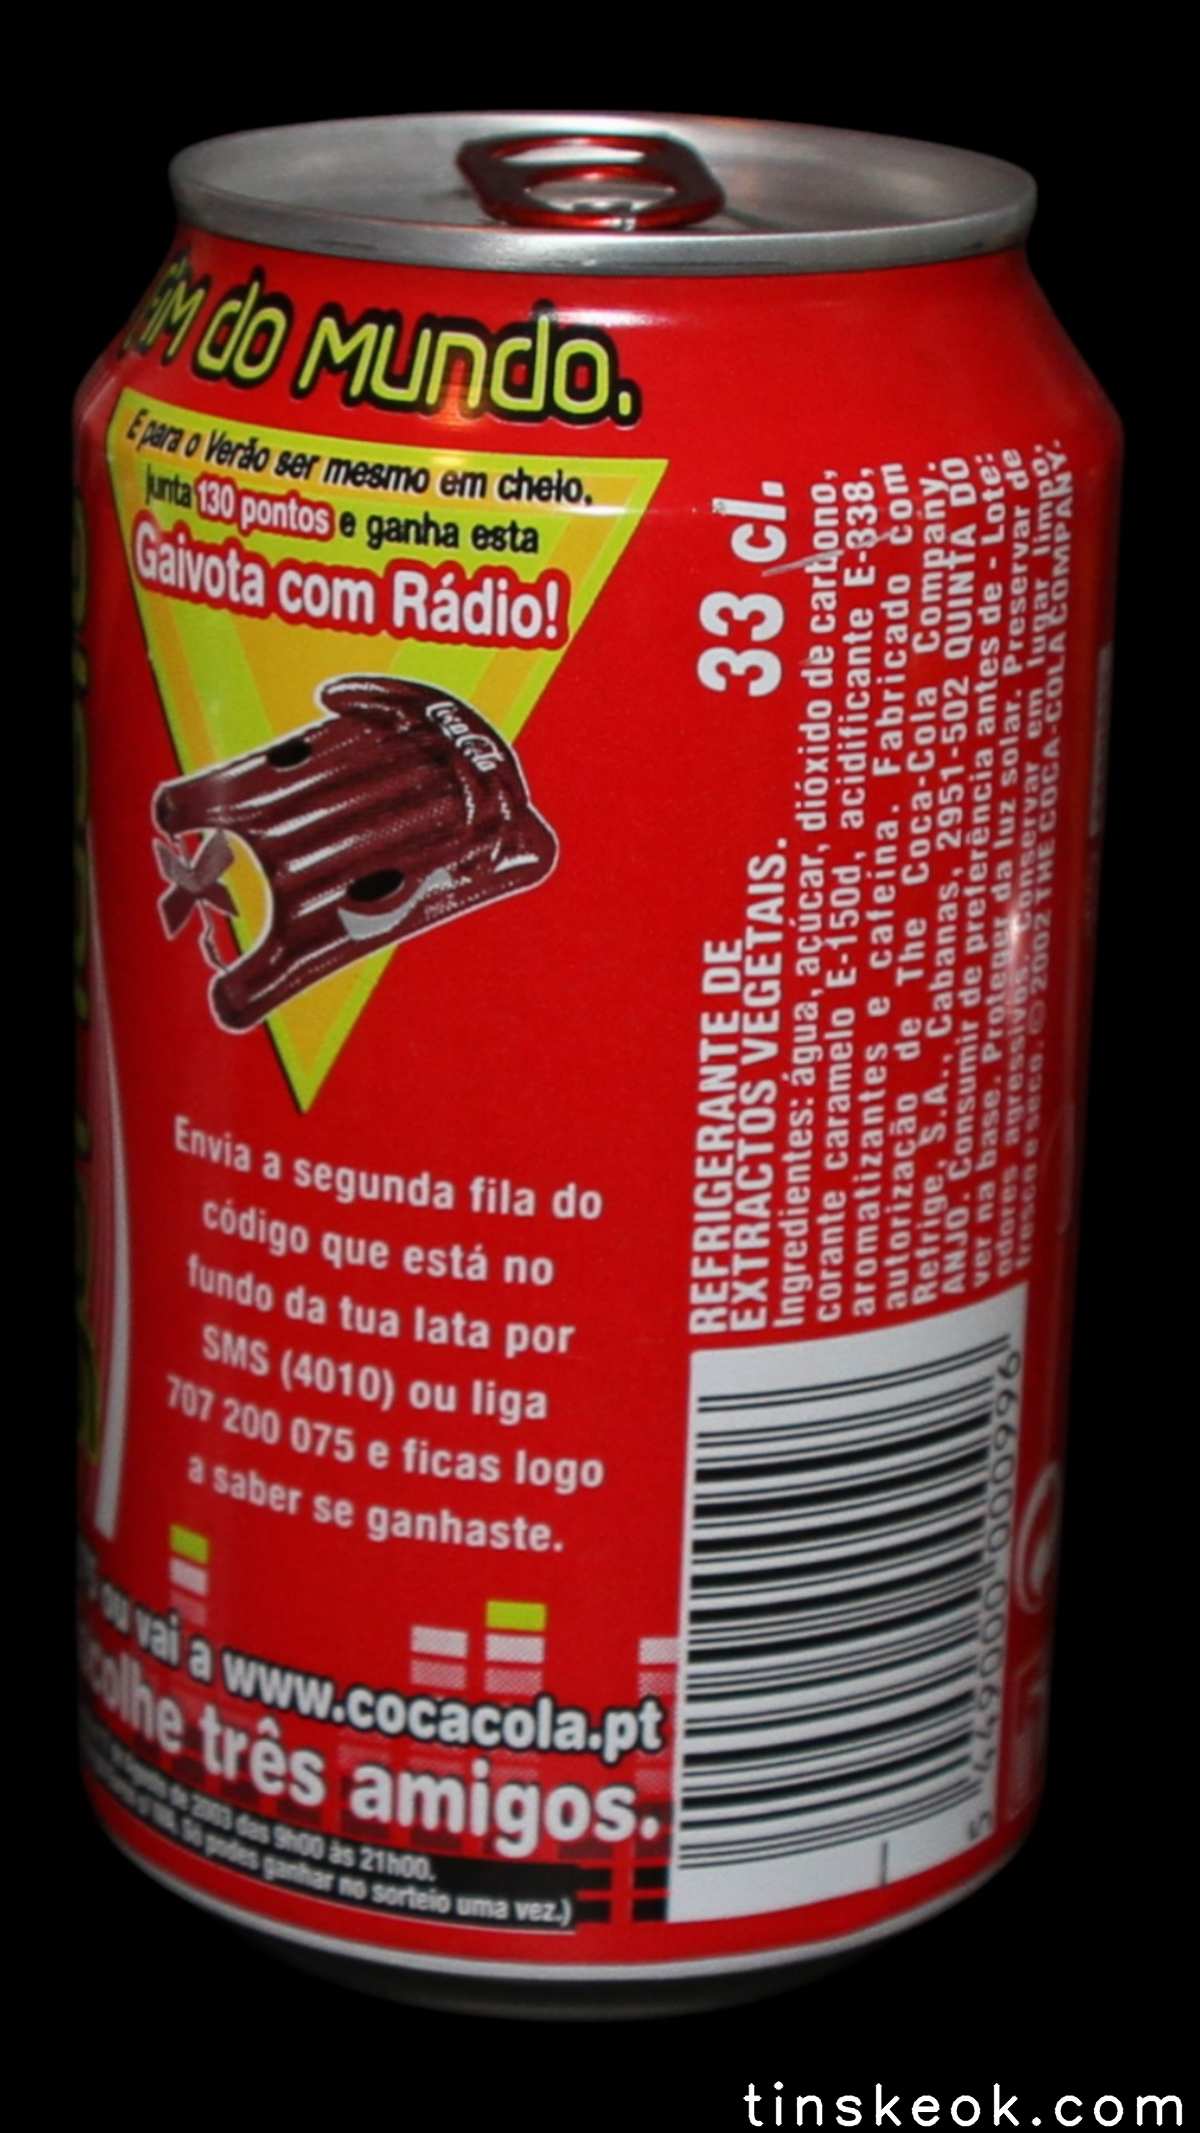 Fim do Mundo.
E para o Verão ser mesmo em cheio,
junta 130 pontos e ganha esta
Gaivota com Rádio!
Coca-Cola
Envia a segunda fila do
código que está no
fundo da tua lata por
SMS (4010) ou liga
707 200 075 e ficas logo
a saber se ganhaste.
ou vai a www.cocacola.pt
três amigos.
de 2003 das 9h00 às 21h00.
Só podes ganhar no sorteio uma vez.)
33 cl.
REFRIGERANTE DE
EXTRACTOS VEGETAIS.
Ingredientes: água, açúcar, dióxido de carbono,
corante caramelo E-150d, acidificante E-338,
aromatizantes e cafeína. Fabricado com
autorização de The Coca-Cola Company.
Refrige, S.A., Cabanas, 2951-502 QUINTA DO
ANJO. Consumir de preferência antes de - Lote:
ver na base. Proteger da luz solar. Preservar de
odores agressivos. Conservar em lugar limpo,
fresco e seco. © 2002 THE COCA-COLA COMPANY.
5 449000 000996
tinskeok.com